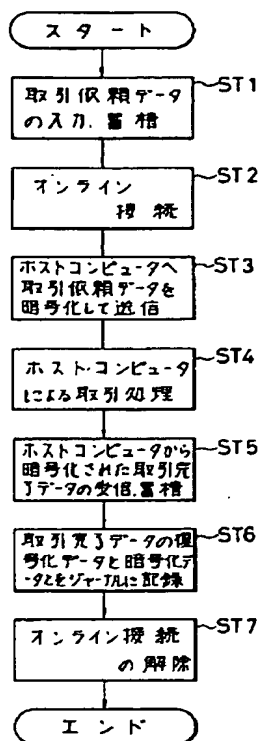 スタート
ST1
取引依頼データ
の入力、蓄積
ST2
オンライン
接続
ST3
ホストコンピュータへ
取引依頼データを
暗号化して送信
ST4
ホスト・コンピュータ
による取引処理
ST5
ホストコンピュータから
暗号化された取引完
了データの受信、蓄積
ST6
取引完了データの復
号化データと暗号化デ
ータとをジャーナルに記録
ST7
オンライン接続
の解除
エンド